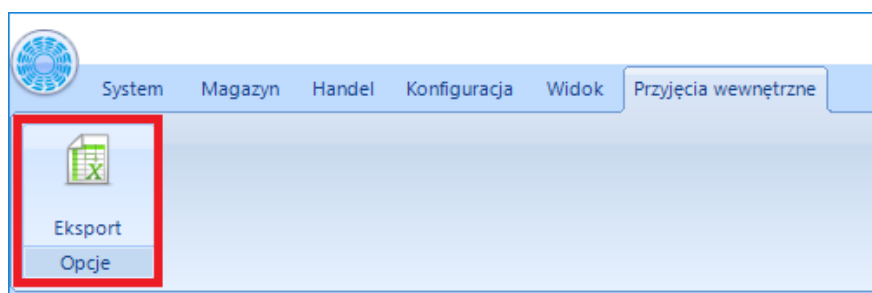 System Magazyn Handel Konfiguracja Widok Przyjęcia wewnętrzne
Eksport
Opcje